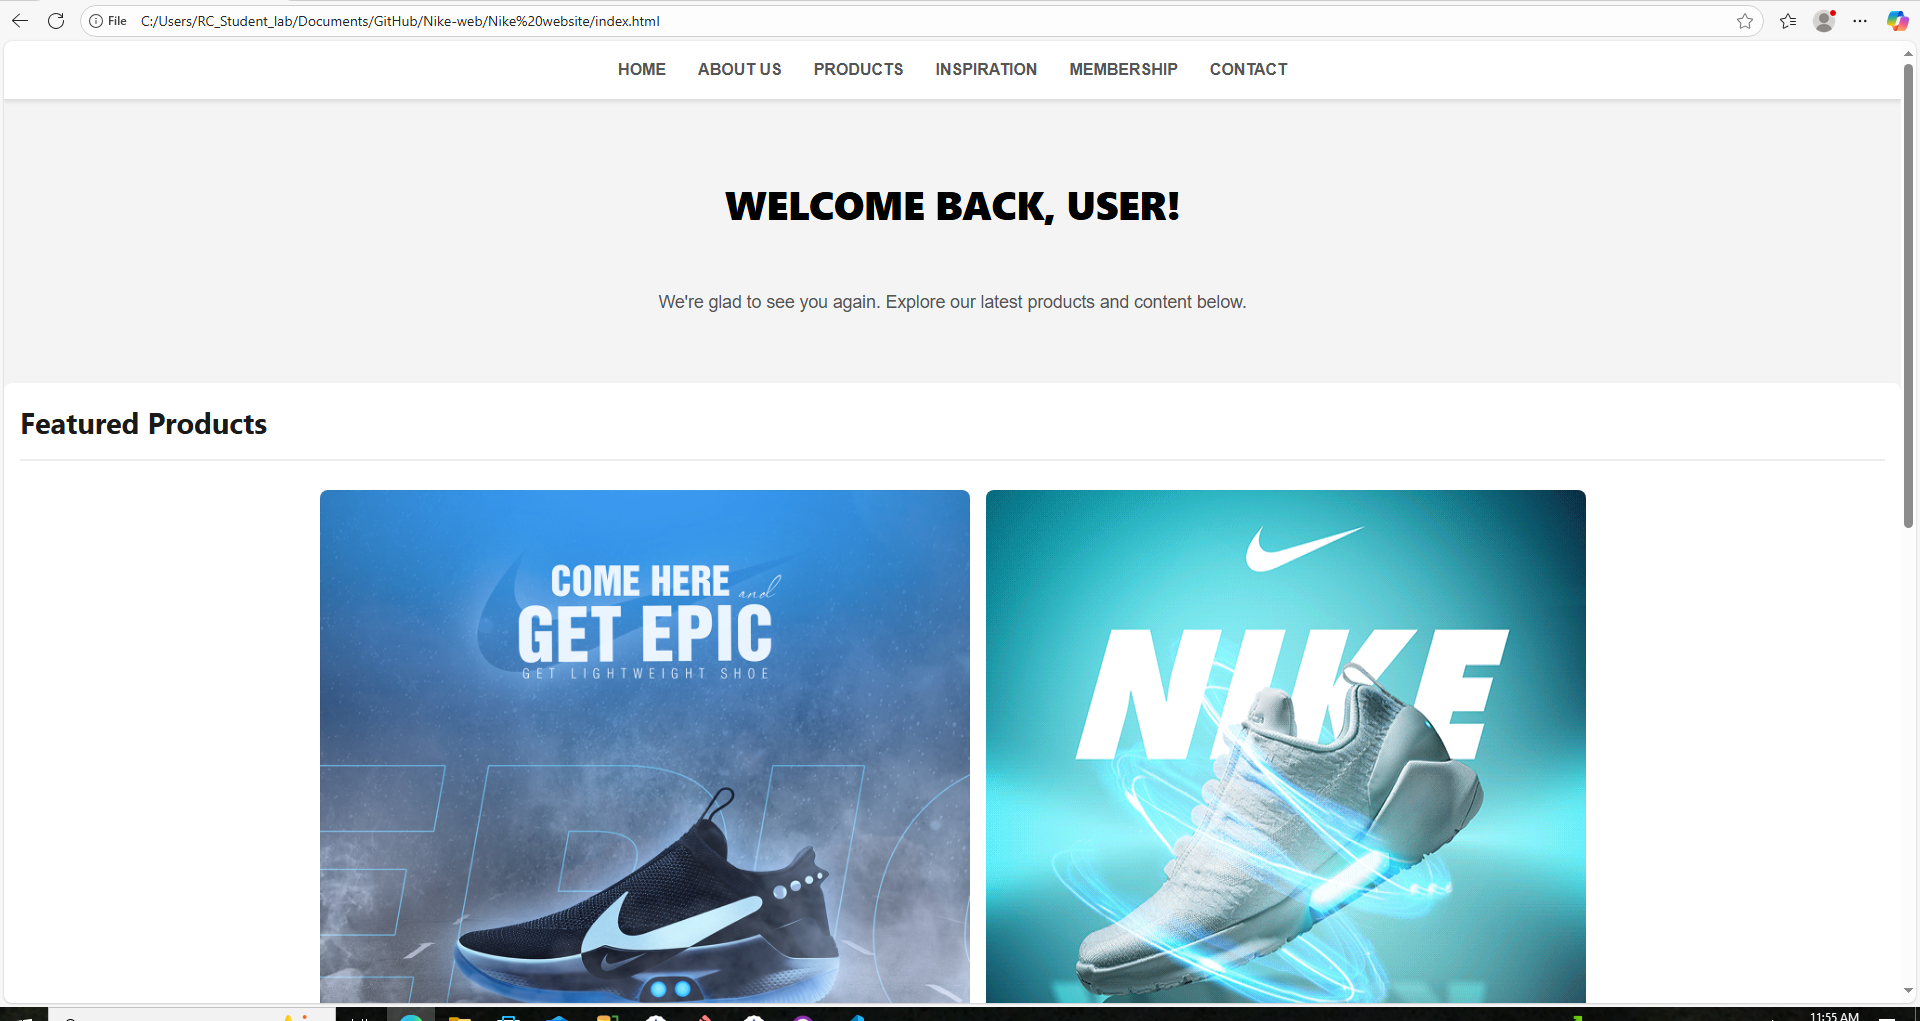 File C:/Users/RC_Student_lab/Documents/GitHub/Nike-web/Nike%20website/index.html
HOME ABOUT US PRODUCTS INSPIRATION MEMBERSHIP CONTACT
WELCOME BACK, USER!
We're glad to see you again. Explore our latest products and content below.
Featured Products
COME HERE and
GET EPIC
GET LIGHTWEIGHT SHOE
EPIC
NIKE
11:55 AM